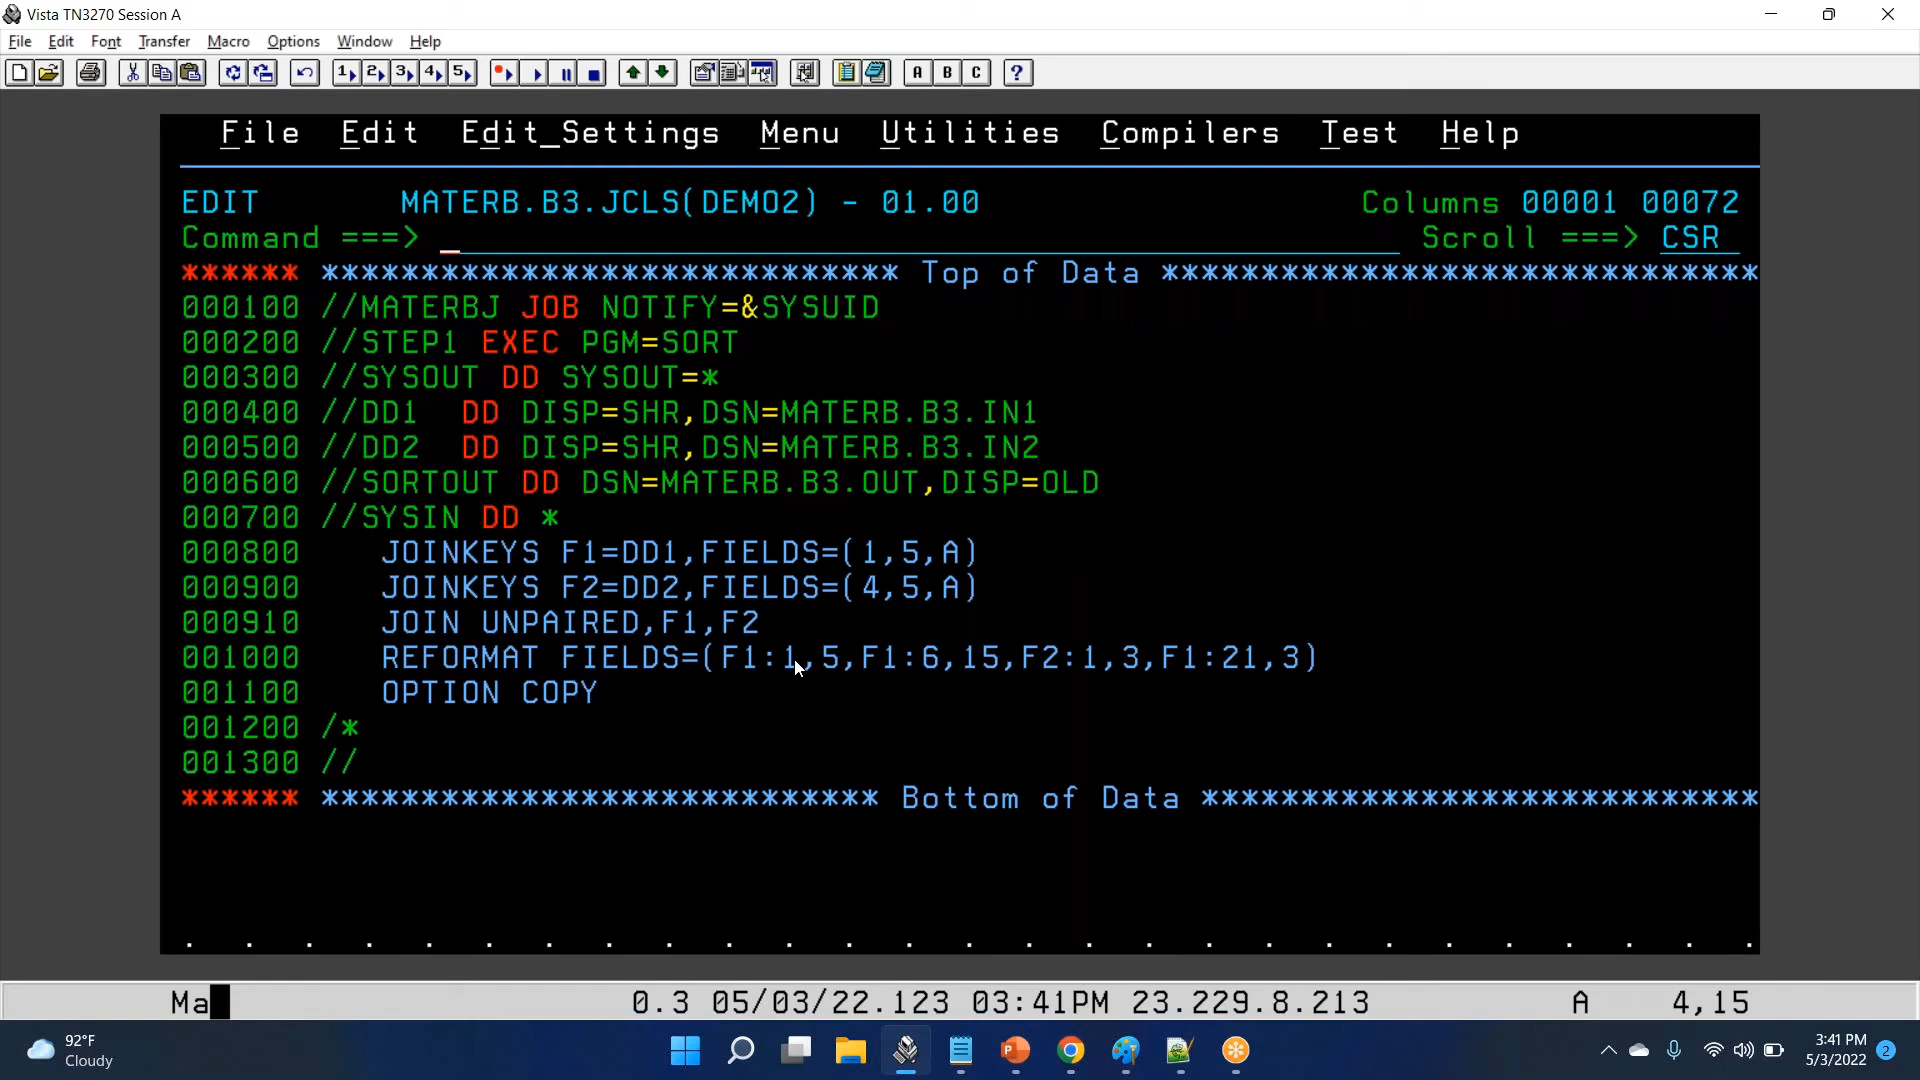 Vista TN3270 Session A
File Edit Font Transfer Macro Options Window Help
1 2 3 4 5 A B C ?
File Edit Edit_Settings Menu Utilities Compilers Test Help
EDIT MATERB.B3.JCLS(DEMO2) - 01.00 Columns 00001 00072
Command ===> _ Scroll ===> CSR
****** ***************************** Top of Data ******************************
000100 //MATERBJ JOB NOTIFY=&SYSUID
000200 //STEP1 EXEC PGM=SORT
000300 //SYSOUT DD SYSOUT=*
000400 //DD1  DD DISP=SHR,DSN=MATERB.B3.IN1
000500 //DD2  DD DISP=SHR,DSN=MATERB.B3.IN2
000600 //SORTOUT DD DSN=MATERB.B3.OUT,DISP=OLD
000700 //SYSIN DD *
000800    JOINKEYS F1=DD1,FIELDS=(1,5,A)
000900    JOINKEYS F2=DD2,FIELDS=(4,5,A)
000910    JOIN UNPAIRED,F1,F2
001000    REFORMAT FIELDS=(F1:1,5,F1:6,15,F2:1,3,F1:21,3)
001100    OPTION COPY
001200 /*
001300 //
****** **************************** Bottom of Data ****************************
. . . . . . . . . . . . . . . . . . . . . . . . . . .
Ma 0.3 05/03/22.123 03:41PM 23.229.8.213 A 4,15
92°F
Cloudy
3:41 PM
5/3/2022
2